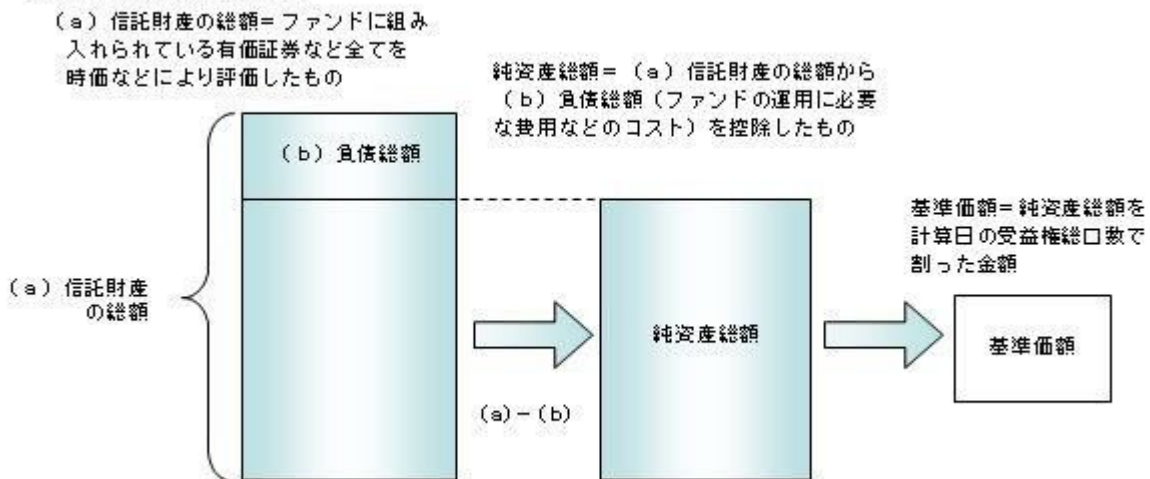 (a)信託財産の総額=ファンドに組み
入れられている有価証券など全てを
時価などにより評価したもの
純資産総額=(a)信託財産の総額から
(b)負債総額(ファンドの運用に必要
な費用などのコスト)を控除したもの
(b)負債総額
基準価額=純資産総額を
計算日の受益権総口数で
割った金額
(a)信託財産
の総額
純資産総額
基準価額
(a)-(b)